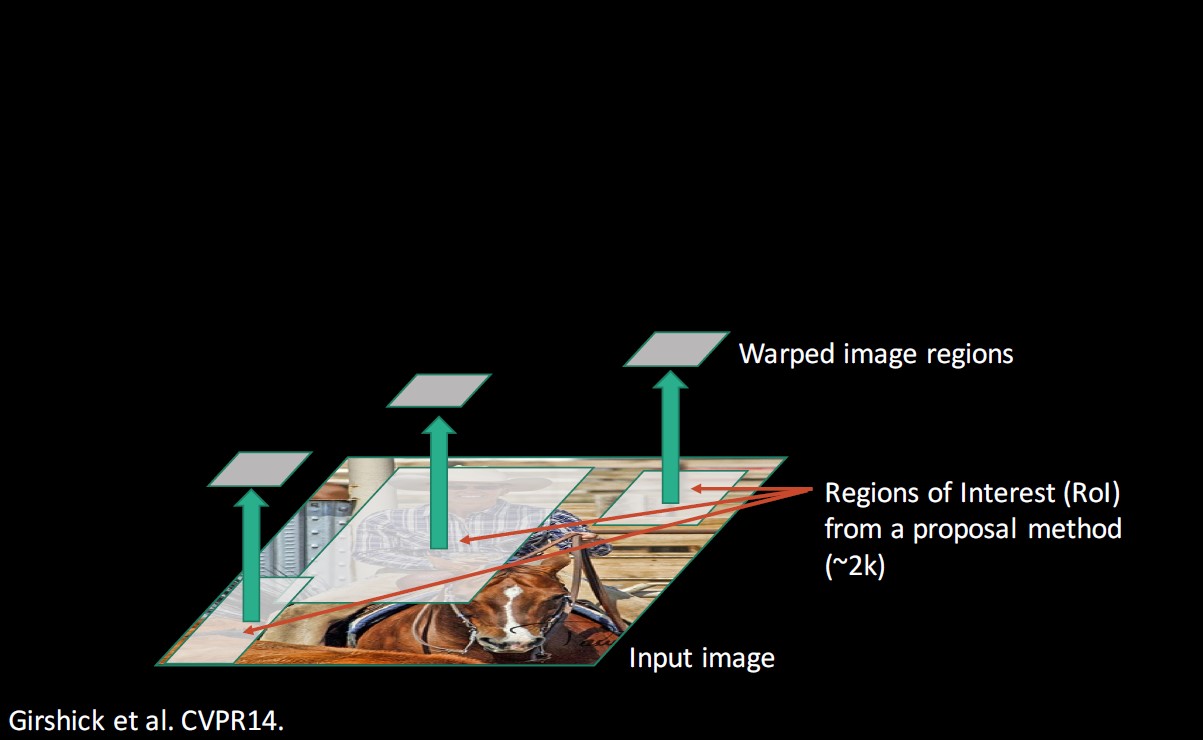 Warped image regions
Regions of Interest (RoI)
from a proposal method
(~2k)
Input image
Girshick et al. CVPR14.